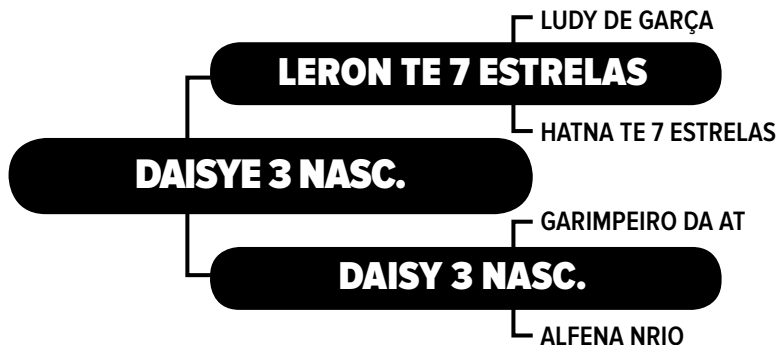 LUDY DE GARÇA
LERON TE 7 ESTRELAS
HATNA TE 7 ESTRELAS
DAISYE 3 NASC.
GARIMPEIRO DA AT
DAISY 3 NASC.
ALFENA NRIO